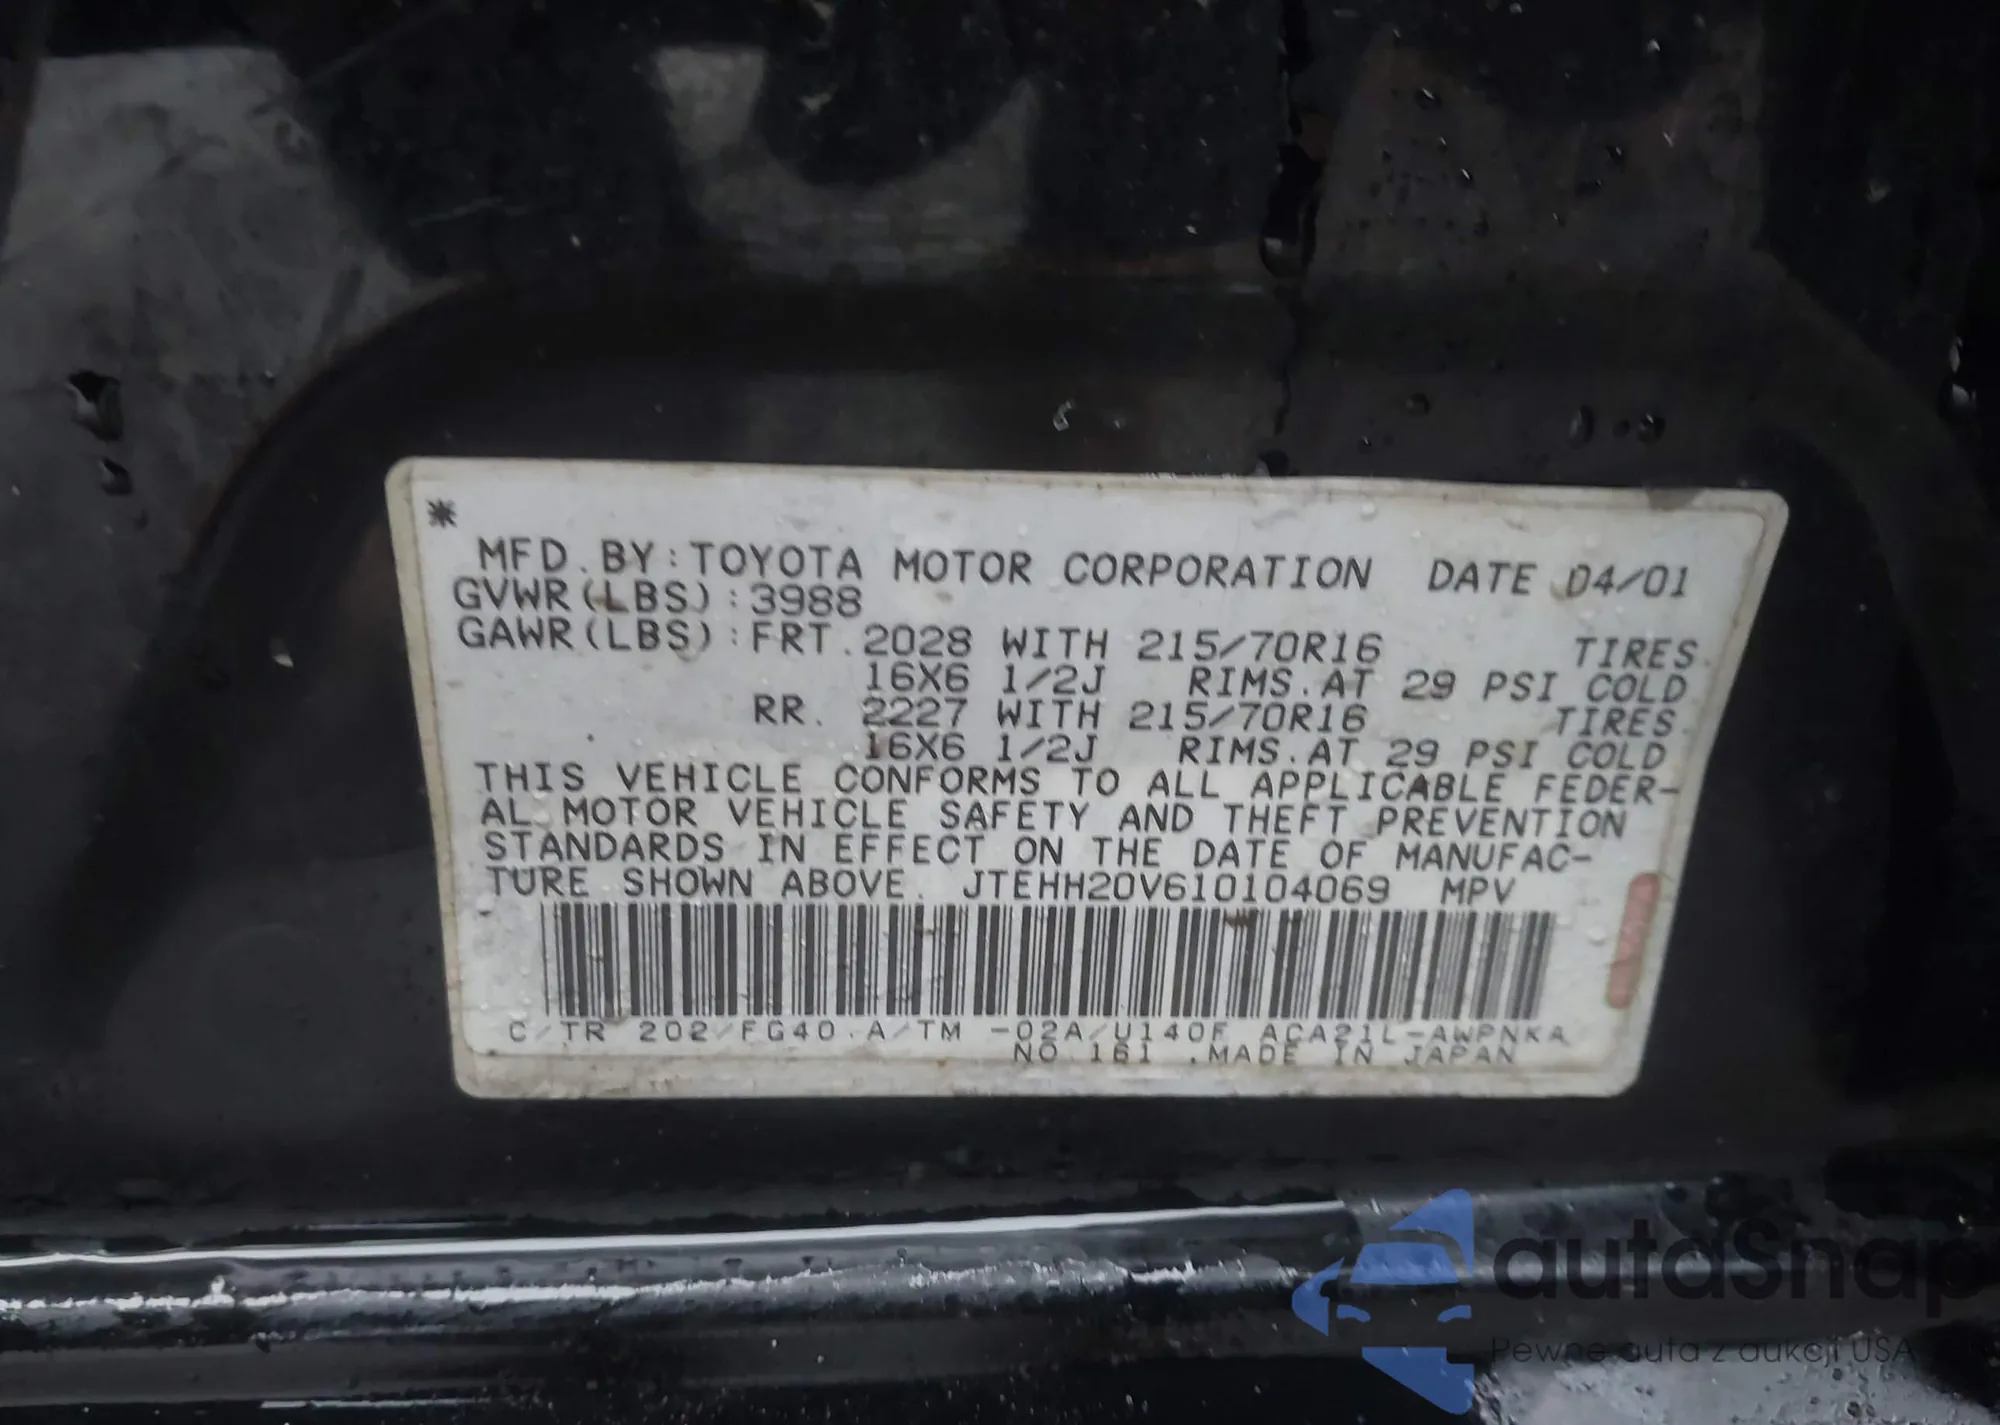 *
MFD. BY: TOYOTA MOTOR CORPORATION DATE 04/01
GVWR(LBS): 3988
GAWR(LBS): FRT. 2028 WITH 215/70R16 TIRES.
16X6 1/2J RIMS. AT 29 PSI COLD
RR. 2227 WITH 215/70R16 TIRES.
16X6 1/2J RIMS. AT 29 PSI COLD
THIS VEHICLE CONFORMS TO ALL APPLICABLE FEDER-
AL MOTOR VEHICLE SAFETY AND THEFT PREVENTION
STANDARDS IN EFFECT ON THE DATE OF MANUFAC-
TURE SHOWN ABOVE. JTEHH20V610104069 MPV
C/TR 202/FG40. A/TM -02A/U140F ACA21L-AWPNKA
NO. 161 .MADE IN JAPAN
autaSnap
Pewne auta z aukcji USA